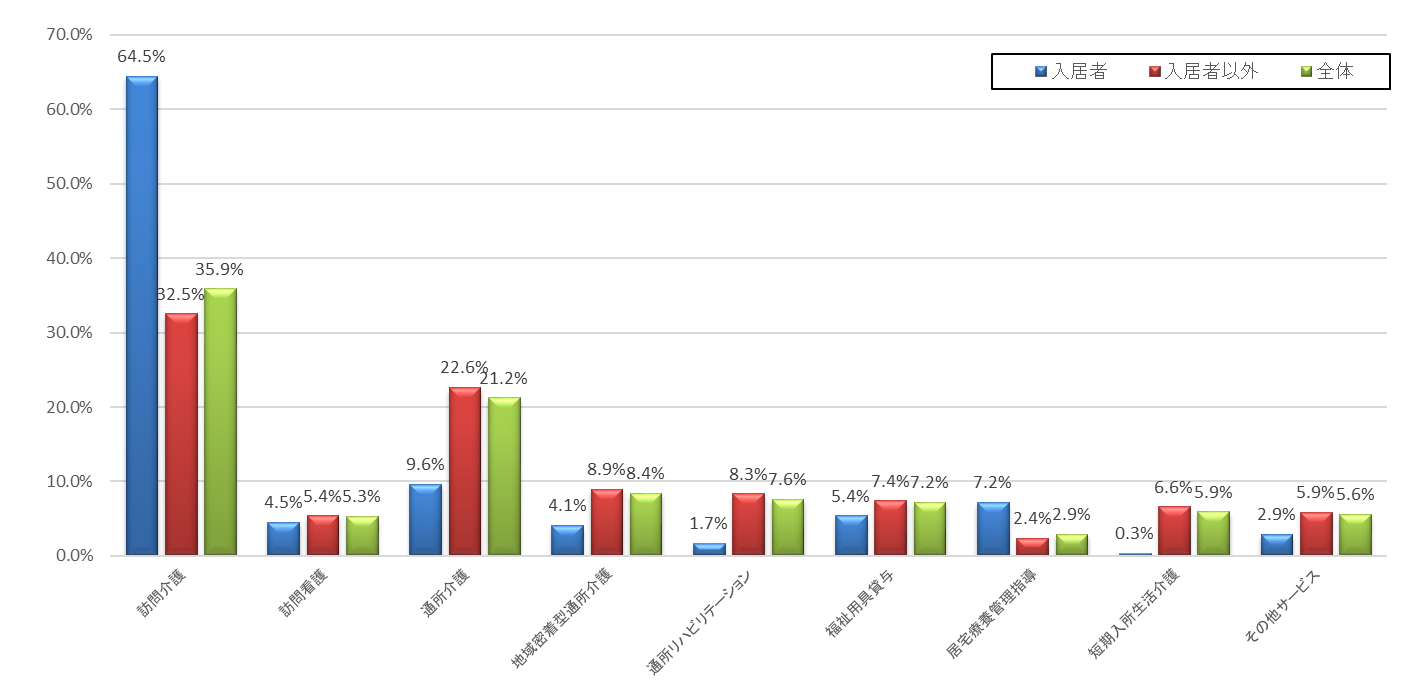 70.0%
60.0%
50.0%
40.0%
30.0%
20.0%
10.0%
0.0%
入居者 入居者以外 全体
64.5% 32.5% 35.9%
4.5% 5.4% 5.3%
9.6% 22.6% 21.2%
4.1% 8.9% 8.4%
1.7% 8.3% 7.6%
5.4% 7.4% 7.2%
7.2% 2.4% 2.9%
0.3% 6.6% 5.9%
2.9% 5.9% 5.6%
訪問介護
訪問看護
通所介護
地域密着型通所介護
通所リハビリテーション
福祉用具貸与
居宅療養管理指導
短期入所生活介護
その他サービス